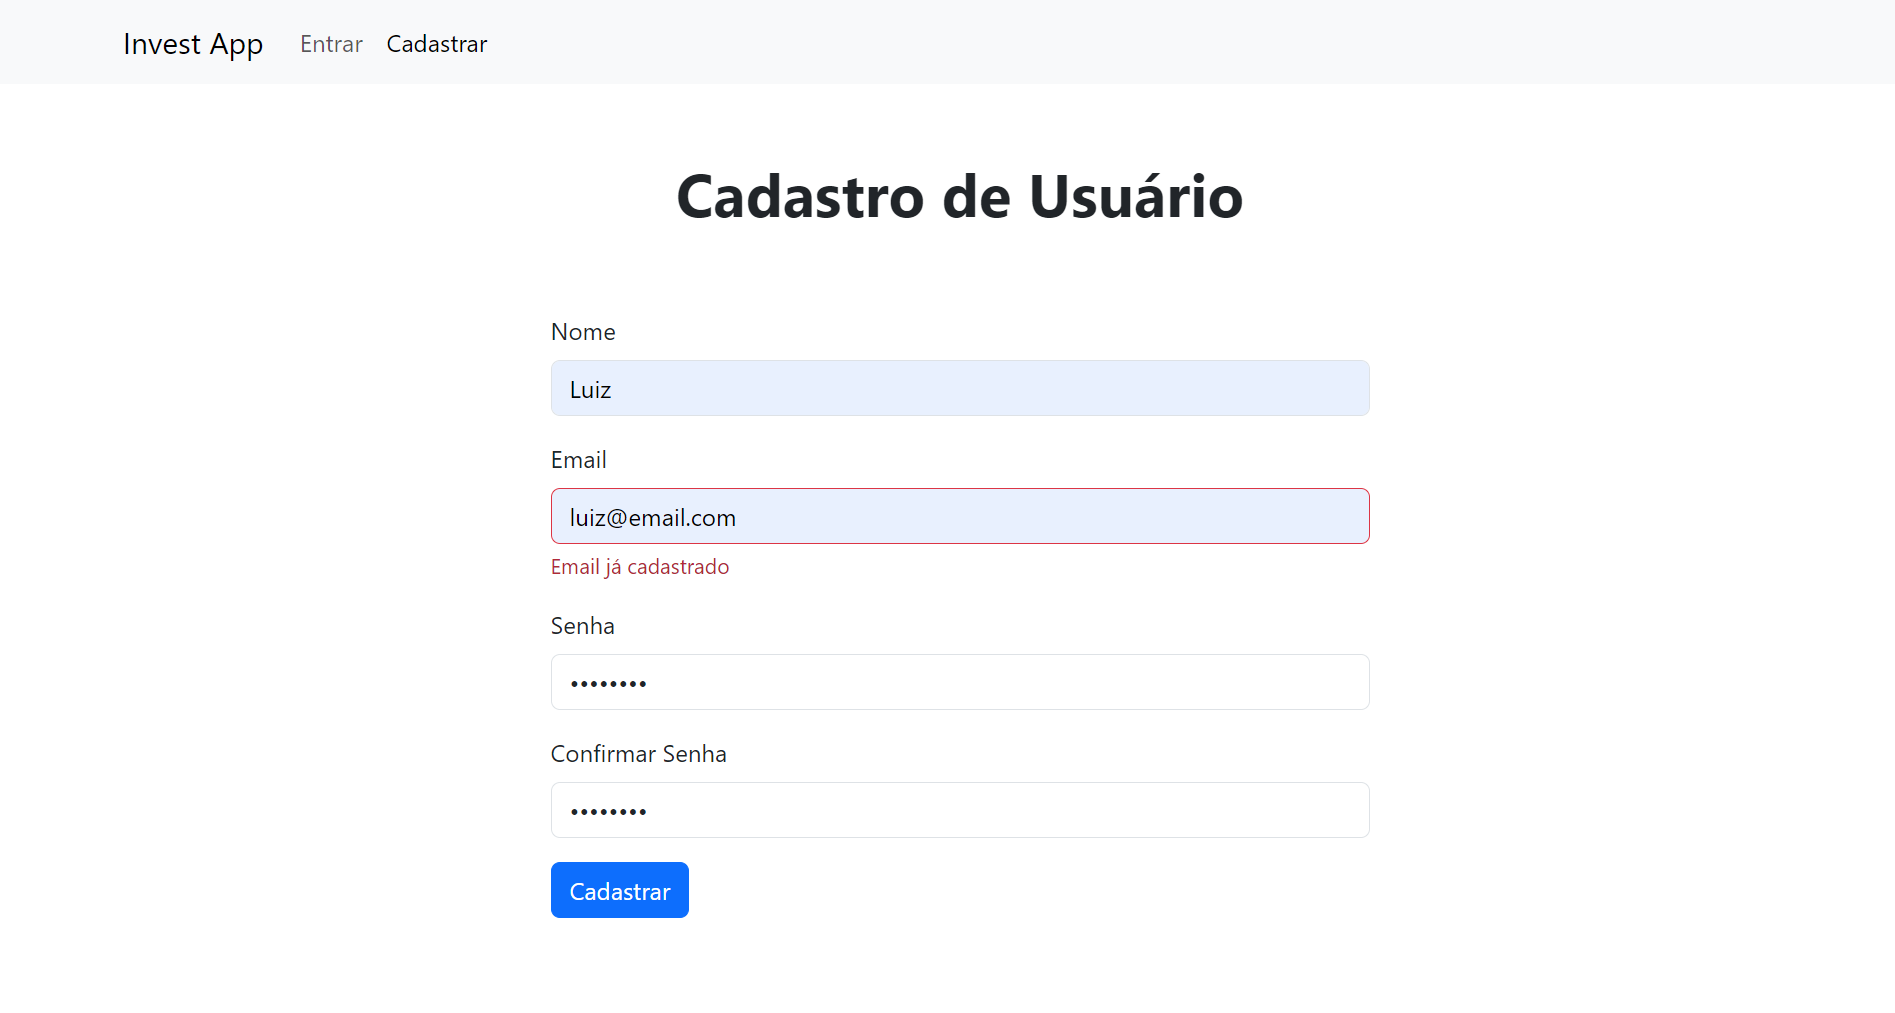 Invest App Entrar Cadastrar
Cadastro de Usuário
Nome
Luiz
Email
luiz@email.com
Email já cadastrado
Senha
••••••••
Confirmar Senha
••••••••
Cadastrar